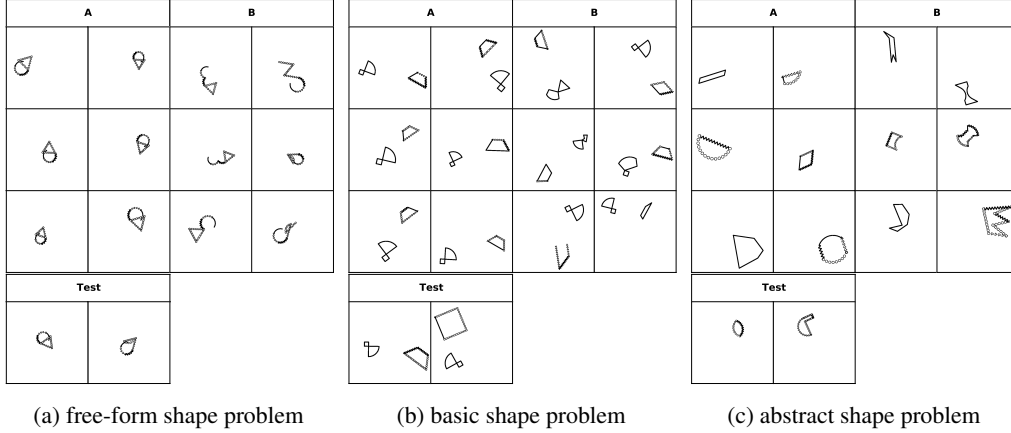 A B A B A B
Test Test Test
(a) free-form shape problem (b) basic shape problem (c) abstract shape problem